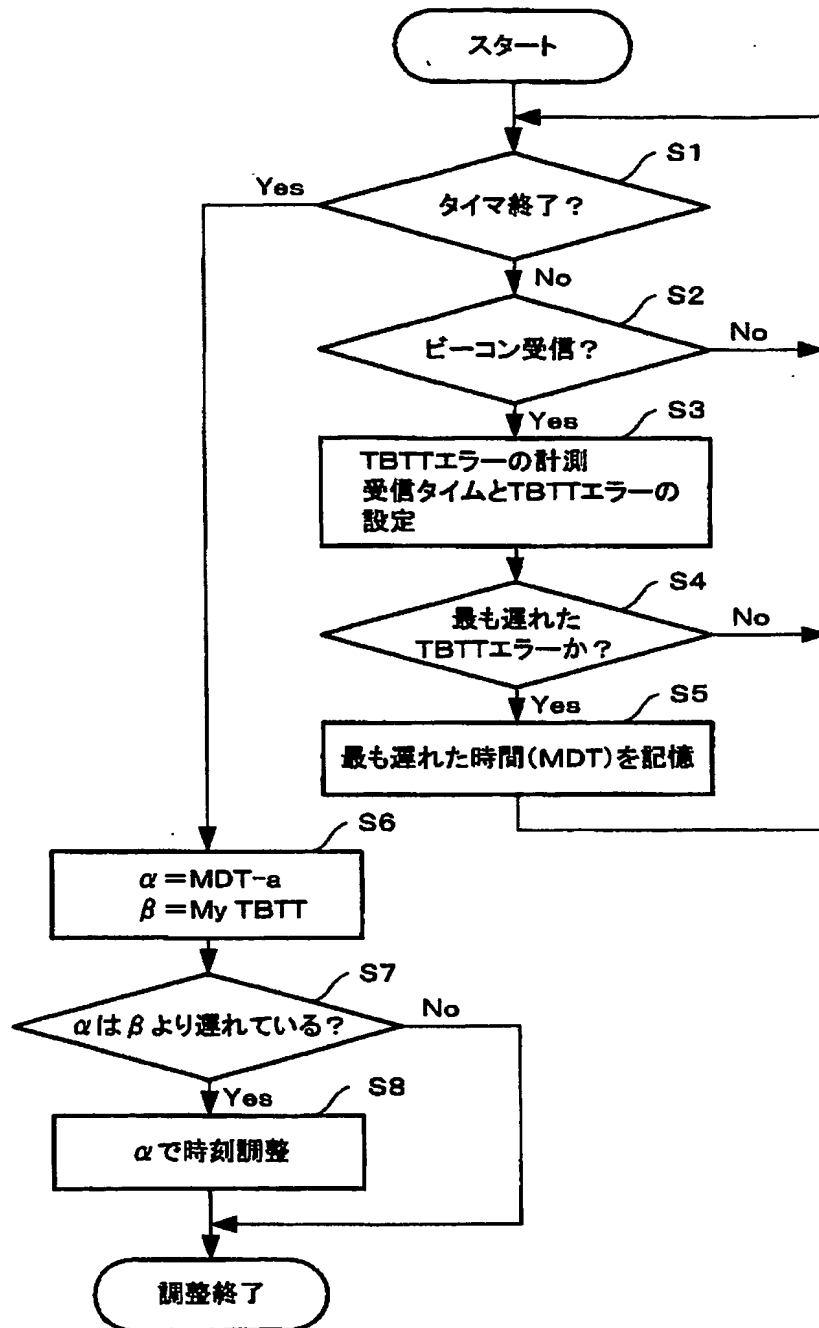 スタート
S1
Yes
タイマ終了?
No
S2
ビーコン受信?
No
Yes
S3
TBTTエラーの計測
受信タイムとTBTTエラーの
設定
S4
最も遅れた
TBTTエラーか?
No
Yes
S5
最も遅れた時間(MDT)を記憶
S6
α=MDT-a
β=My TBTT
S7
αはβより遅れている?
No
Yes
S8
αで時刻調整
調整終了